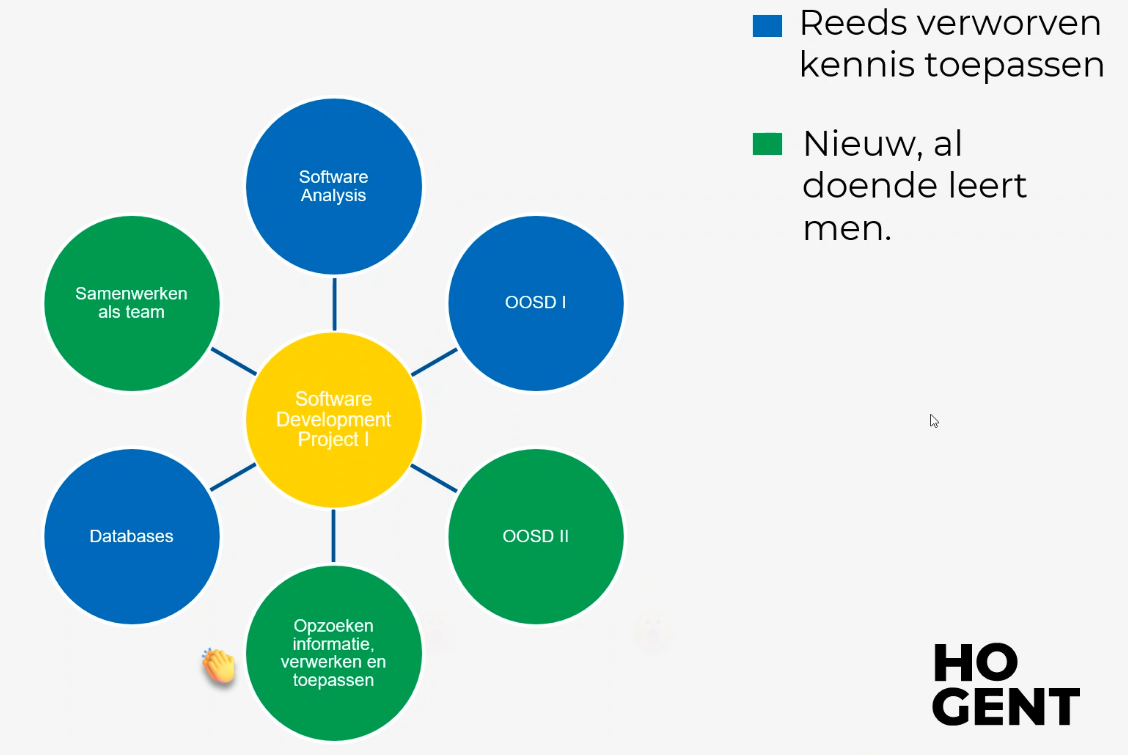 Reeds verworven
kennis toepassen
Nieuw, al
doende leert
men.
Software
Analysis
Samenwerken
als team
OOSD I
Software
Development
Project I
Databases
OOSD II
Opzoeken
informatie,
verwerken en
toepassen
HO
GENT